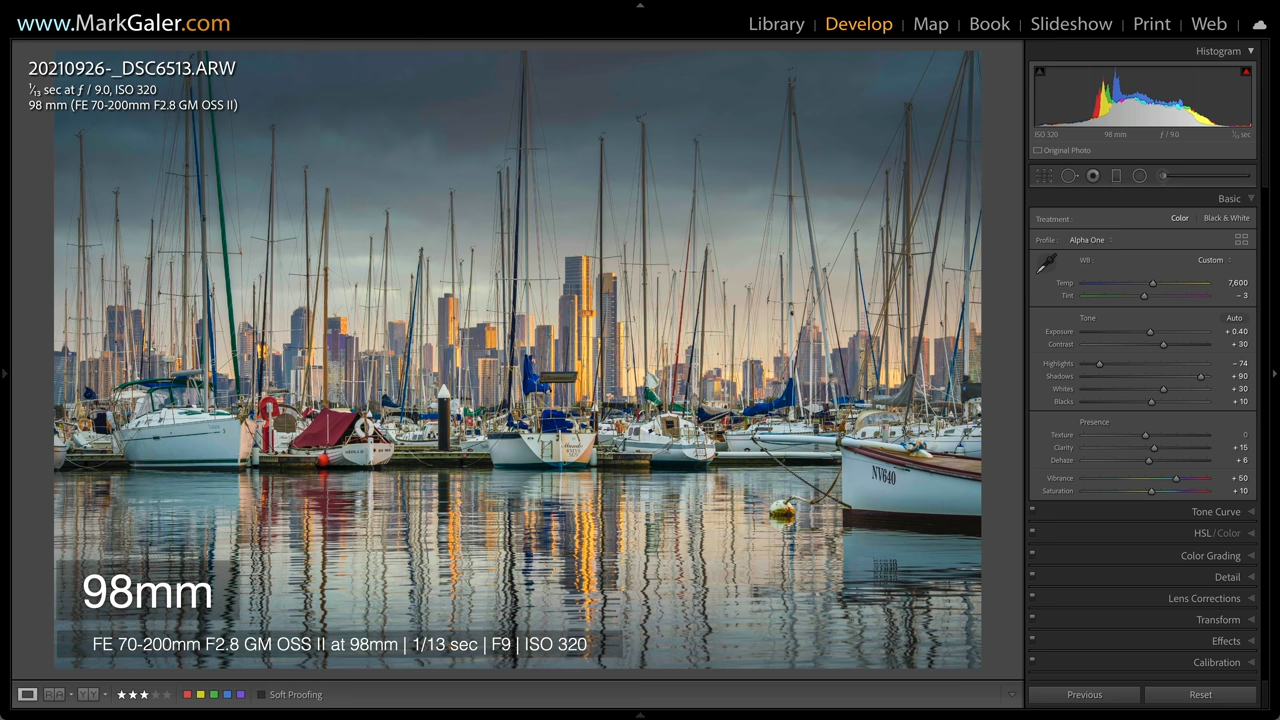 www.MarkGaler.com
Library | Develop | Map | Book | Slideshow | Print | Web |
20210926-_DSC6513.ARW
1/13 sec at ƒ / 9.0, ISO 320
98 mm (FE 70-200mm F2.8 GM OSS II)
Histogram
ISO 320 98 mm ƒ / 9.0 1/13 sec
Original Photo
Basic
Treatment : Color Black & White
Profile : Alpha One
WB : Custom
Temp 7,600
Tint - 3
Tone Auto
Exposure + 0.40
Contrast + 30
Highlights - 74
Shadows + 90
Whites + 30
Blacks + 10
Presence
Texture 0
Clarity + 15
Dehaze + 6
Vibrance + 50
Saturation + 10
Tone Curve
HSL / Color
Color Grading
Detail
Lens Corrections
Transform
Effects
Calibration
Previous Reset
NV640
98mm
FE 70-200mm F2.8 GM OSS II at 98mm | 1/13 sec | F9 | ISO 320
RA YY Soft Proofing